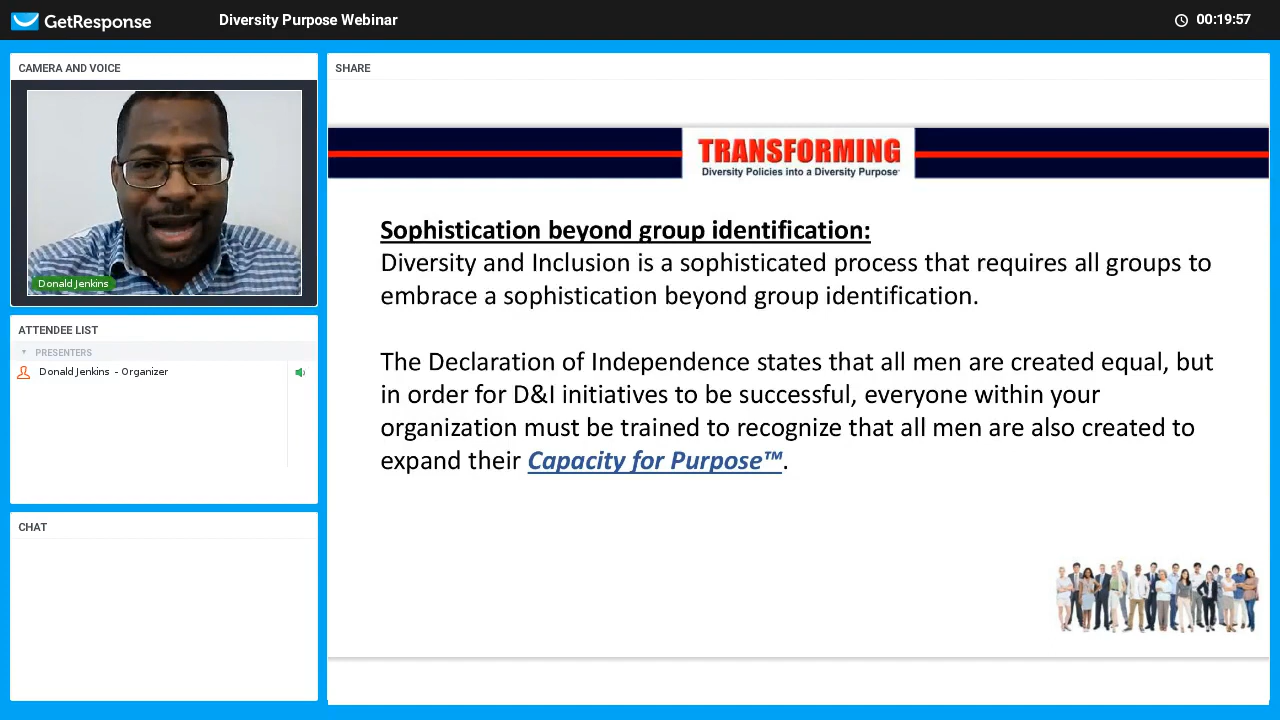 GetResponse
Diversity Purpose Webinar
00:19:57
CAMERA AND VOICE
Donald Jenkins
ATTENDEE LIST
PRESENTERS
Donald Jenkins - Organizer
CHAT
SHARE
TRANSFORMING
Diversity Policies into a Diversity Purpose
Sophistication beyond group identification:
Diversity and Inclusion is a sophisticated process that requires all groups to
embrace a sophistication beyond group identification.
The Declaration of Independence states that all men are created equal, but
in order for D&I initiatives to be successful, everyone within your
organization must be trained to recognize that all men are also created to
expand their Capacity for Purpose™.